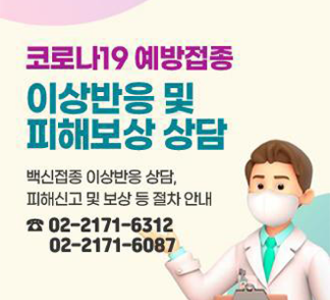 코로나19 예방접종
이상반응 및
피해보상 상담
백신접종 이상반응 상담,
피해신고 및 보상 등 절차 안내
☎ 02-2171-6312
02-2171-6087